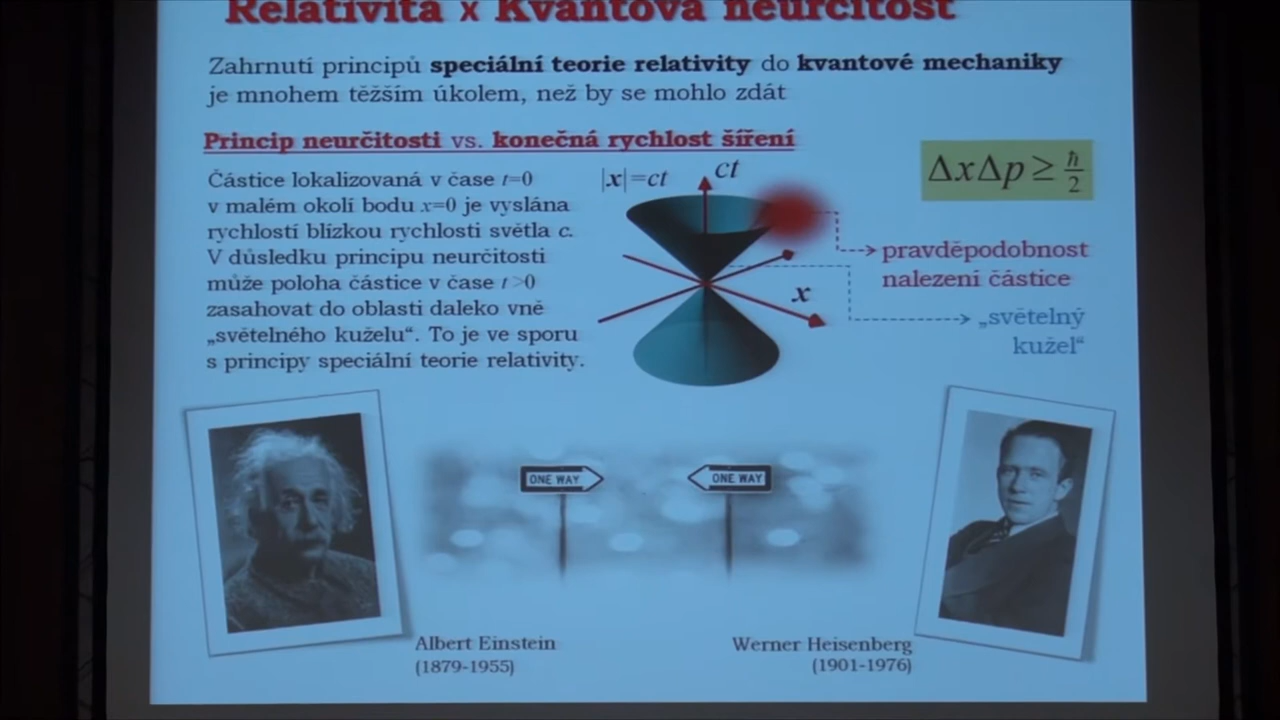 Relativita x Kvantová neurčitost
Zahrnutí principů speciální teorie relativity do kvantové mechaniky
je mnohem těžším úkolem, než by se mohlo zdát
Princip neurčitosti vs. konečná rychlost šíření
Částice lokalizovaná v čase t=0
v malém okolí bodu x=0 je vyslána
rychlostí blízkou rychlosti světla c.
V důsledku principu neurčitosti
může poloha částice v čase t>0
zasahovat do oblasti daleko vně
„světelného kuželu“. To je ve sporu
s principy speciální teorie relativity.
|x|=ct
ct
x
ΔxΔp ≥ ħ/2
pravděpodobnost
nalezení částice
„světelný
kužel“
ONE WAY
ONE WAY
Albert Einstein
(1879-1955)
Werner Heisenberg
(1901-1976)